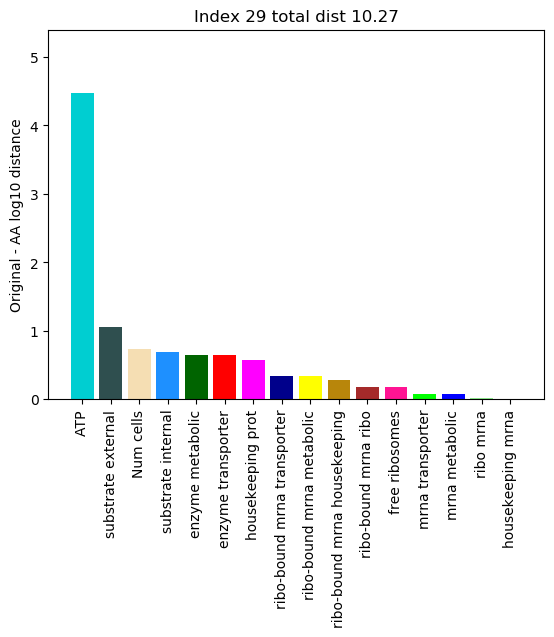 Index 29 total dist 10.27
Original - AA log10 distance
5
4
3
2
1
0
ATP
substrate external
Num cells
substrate internal
enzyme metabolic
enzyme transporter
housekeeping prot
ribo-bound mrna transporter
ribo-bound mrna metabolic
ribo-bound mrna housekeeping
ribo-bound mrna ribo
free ribosomes
mrna transporter
mrna metabolic
ribo mrna
housekeeping mrna